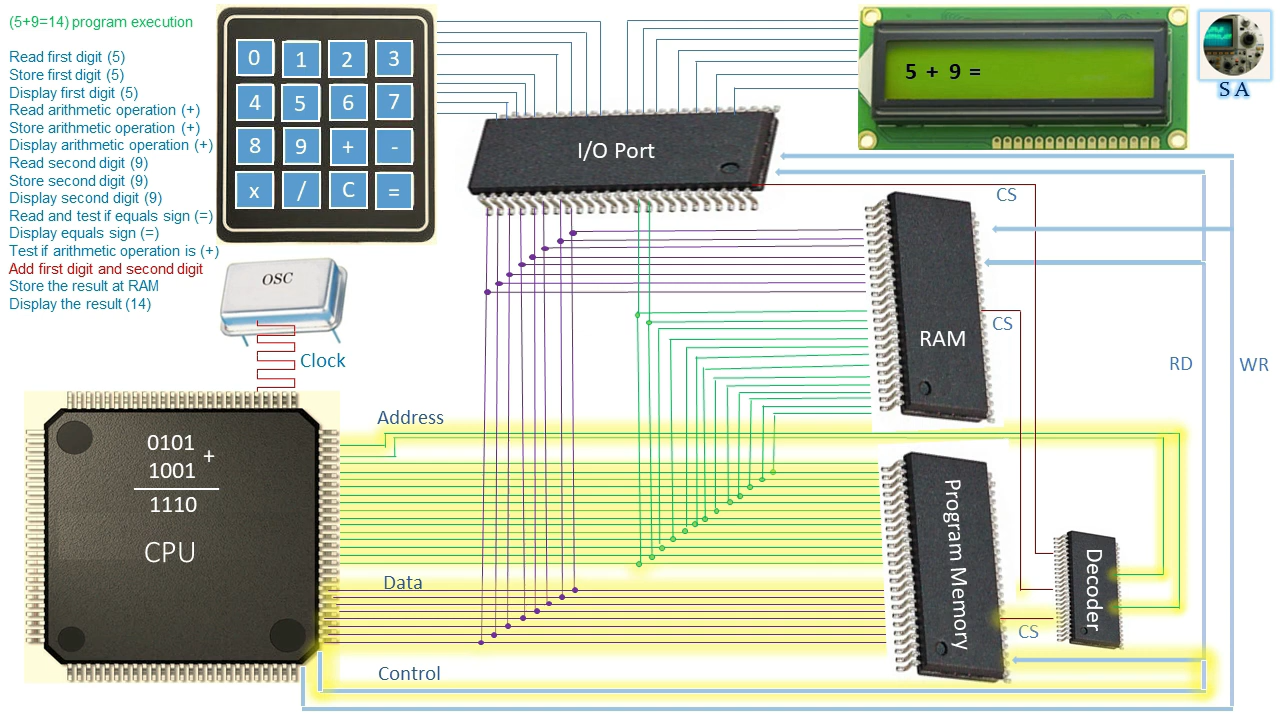 (5+9=14) program execution
Read first digit (5)
Store first digit (5)
Display first digit (5)
Read arithmetic operation (+)
Store arithmetic operation (+)
Display arithmetic operation (+)
Read second digit (9)
Store second digit (9)
Display second digit (9)
Read and test if equals sign (=)
Display equals sign (=)
Test if arithmetic operation is (+)
Add first digit and second digit
Store the result at RAM
Display the result (14)
0 1 2 3
4 5 6 7
8 9 + -
x / C =
5 + 9 =
S A
I/O Port
OSC
Clock
CS
CS
RAM
RD
WR
Address
0101
+
1001
1110
CPU
Program Memory
Decoder
Data
CS
Control